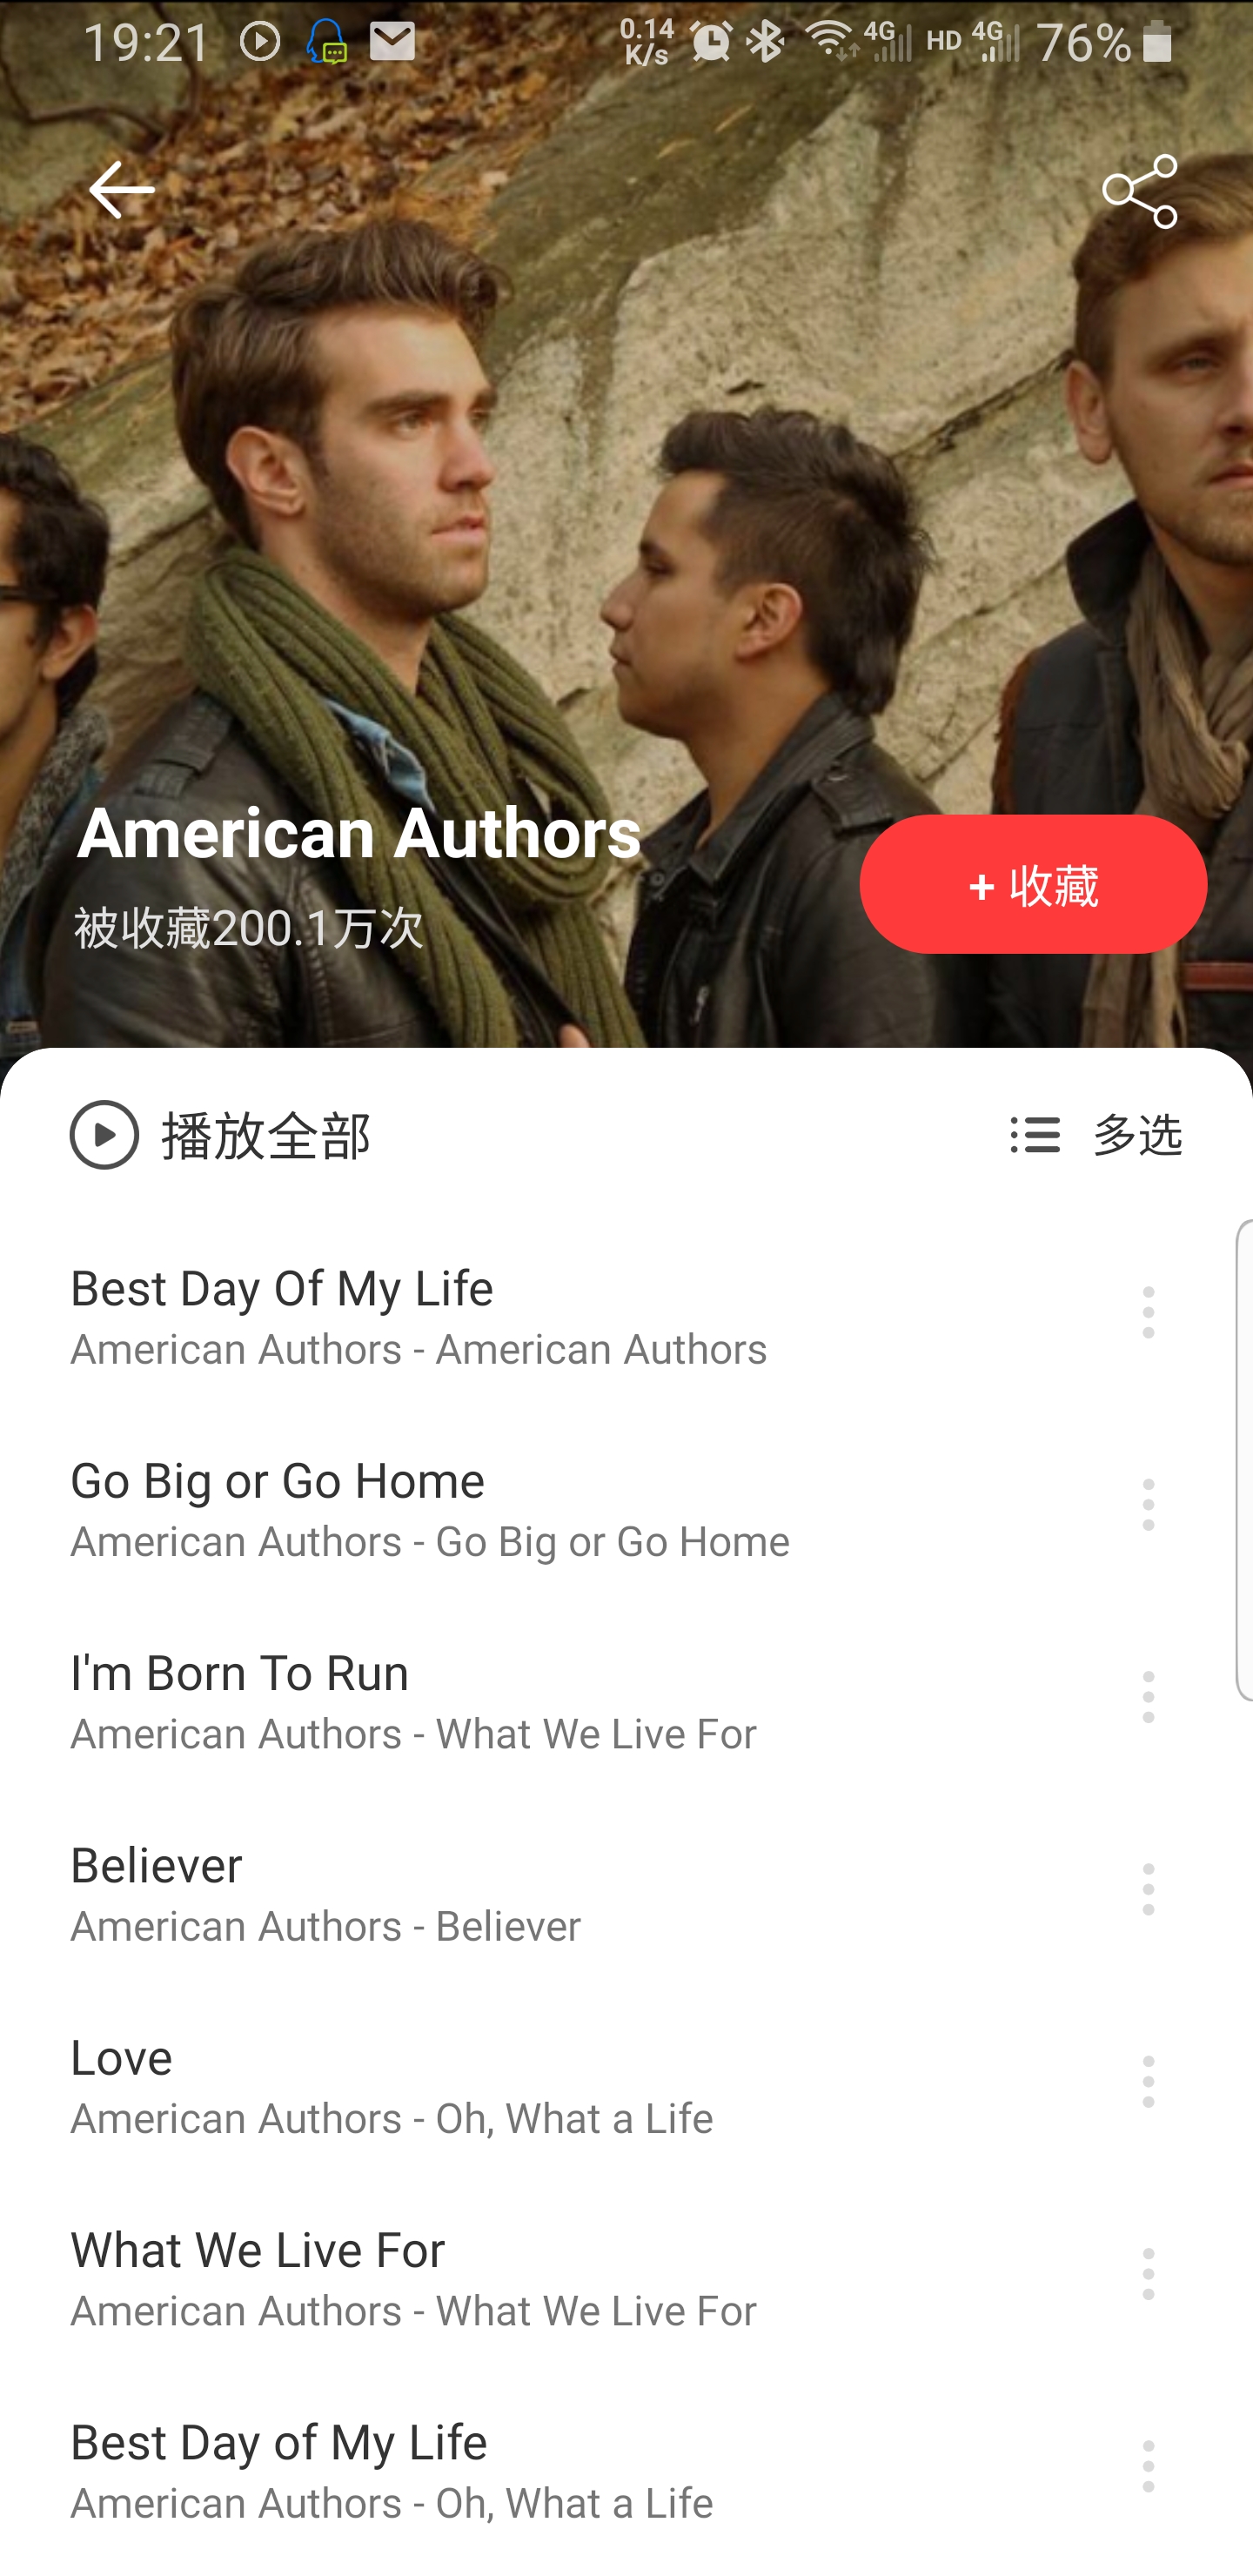 19:21
0.14 K/s 4G HD 4G 76%
American Authors
被收藏200.1万次
+ 收藏
播放全部
多选
Best Day Of My Life
American Authors - American Authors
Go Big or Go Home
American Authors - Go Big or Go Home
I'm Born To Run
American Authors - What We Live For
Believer
American Authors - Believer
Love
American Authors - Oh, What a Life
What We Live For
American Authors - What We Live For
Best Day of My Life
American Authors - Oh, What a Life